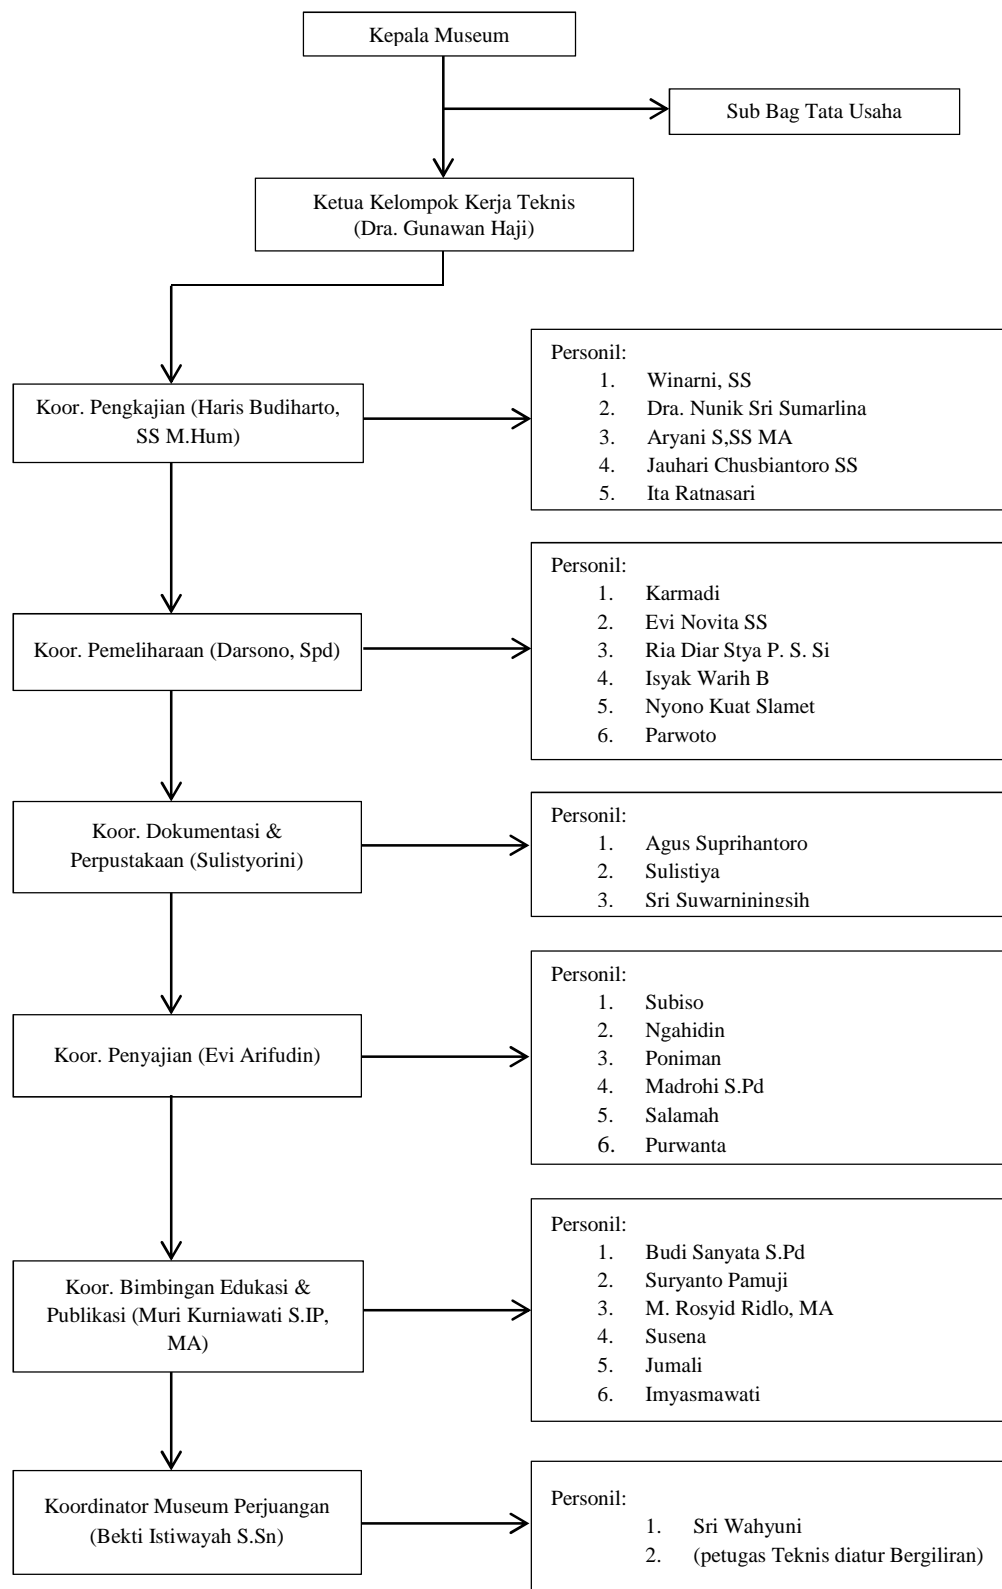 Kepala Museum
Sub Bag Tata Usaha
Ketua Kelompok Kerja Teknis
(Dra. Gunawan Haji)
Koor. Pengkajian (Haris Budiharto,
SS M.Hum)
Personil:
1. Winarni, SS
2. Dra. Nunik Sri Sumarlina
3. Aryani S,SS MA
4. Jauhari Chusbiantoro SS
5. Ita Ratnasari
Koor. Pemeliharaan (Darsono, Spd)
Personil:
1. Karmadi
2. Evi Novita SS
3. Ria Diar Stya P. S. Si
4. Isyak Warih B
5. Nyono Kuat Slamet
6. Parwoto
Koor. Dokumentasi &
Perpustakaan (Sulistyorini)
Personil:
1. Agus Suprihantoro
2. Sulistiya
3. Sri Suwarniningsih
Koor. Penyajian (Evi Arifudin)
Personil:
1. Subiso
2. Ngahidin
3. Poniman
4. Madrohi S.Pd
5. Salamah
6. Purwanta
Koor. Bimbingan Edukasi &
Publikasi (Muri Kurniawati S.IP,
MA)
Personil:
1. Budi Sanyata S.Pd
2. Suryanto Pamuji
3. M. Rosyid Ridlo, MA
4. Susena
5. Jumali
6. Imyasmawati
Koordinator Museum Perjuangan
(Bekti Istiwayah S.Sn)
Personil:
1. Sri Wahyuni
2. (petugas Teknis diatur Bergiliran)